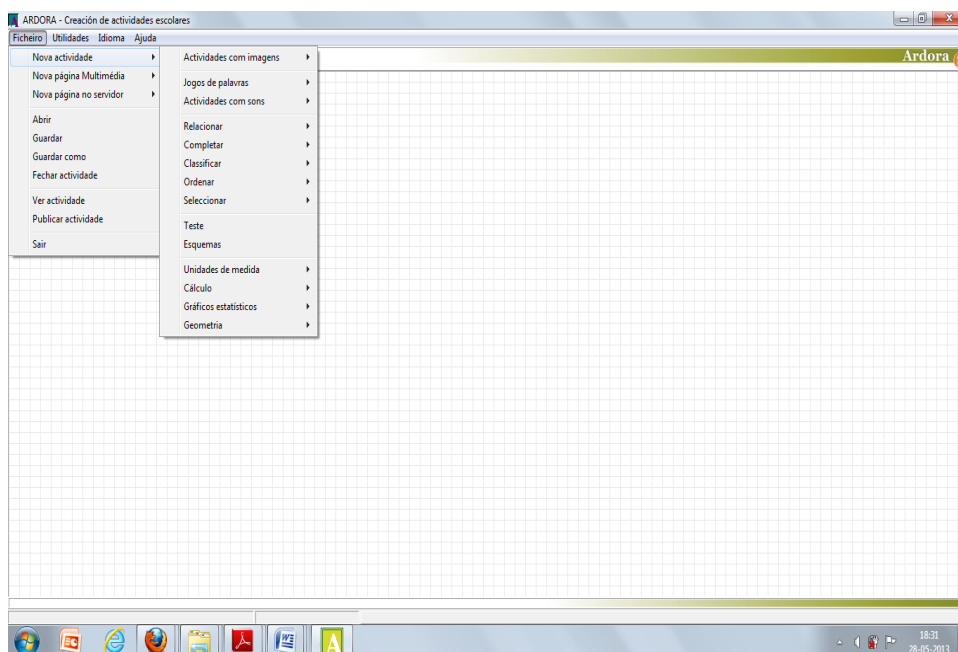 ARDORA - Creación de actividades escolares
Ficheiro Utilidades Idioma Ajuda
Ardora
Nova actividade
Nova página Multimédia
Nova página no servidor
Abrir
Guardar
Guardar como
Fechar actividade
Ver actividade
Publicar actividade
Sair
Actividades com imagens
Jogos de palavras
Actividades com sons
Relacionar
Completar
Classificar
Ordenar
Seleccionar
Teste
Esquemas
Unidades de medida
Cálculo
Gráficos estatísticos
Geometria
18:31
28-05-2013